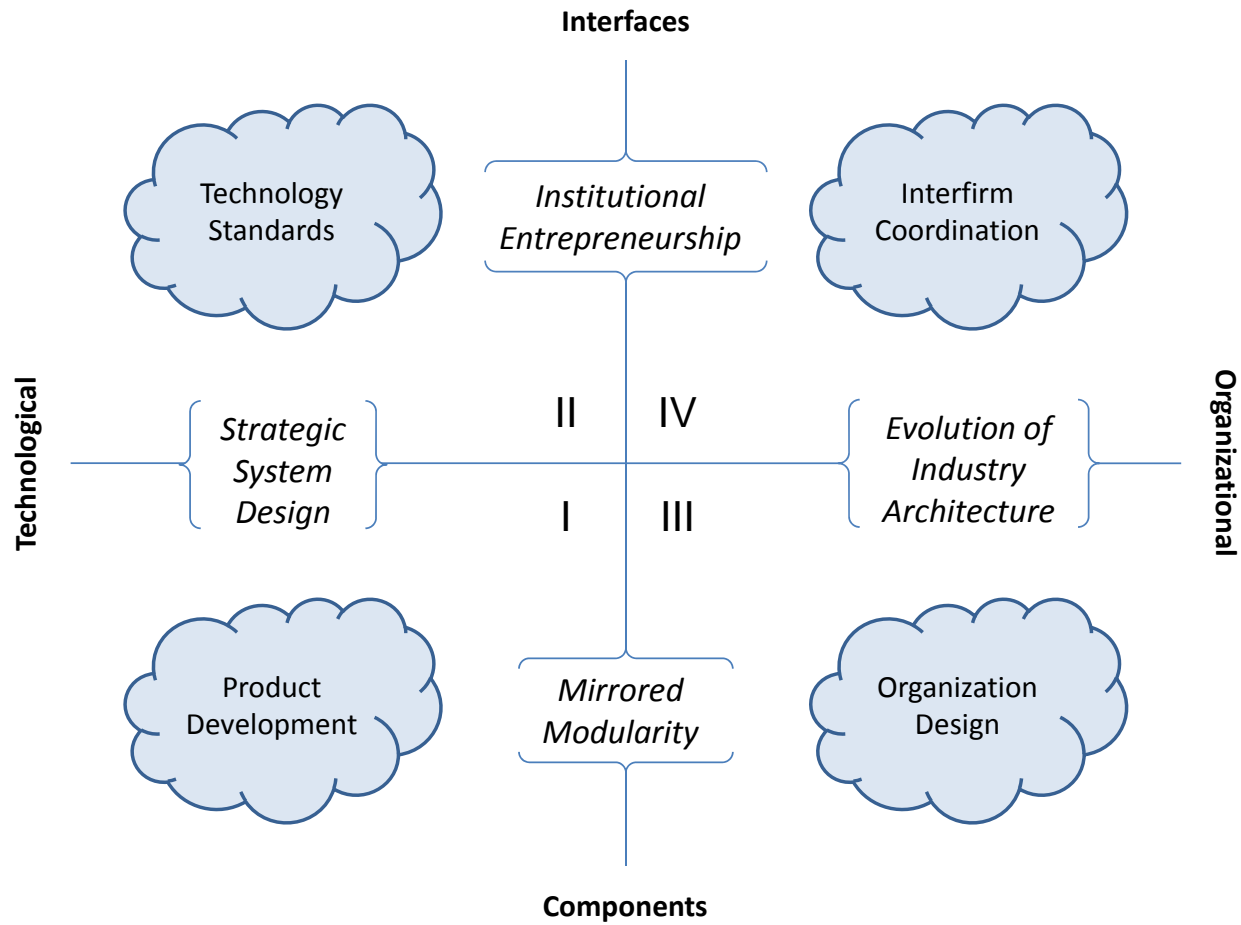 Interfaces
Technology
Standards
Institutional
Entrepreneurship
Interfirm
Coordination
Technological
Strategic
System
Design
II
IV
I
III
Evolution of
Industry
Architecture
Organizational
Product
Development
Mirrored
Modularity
Organization
Design
Components